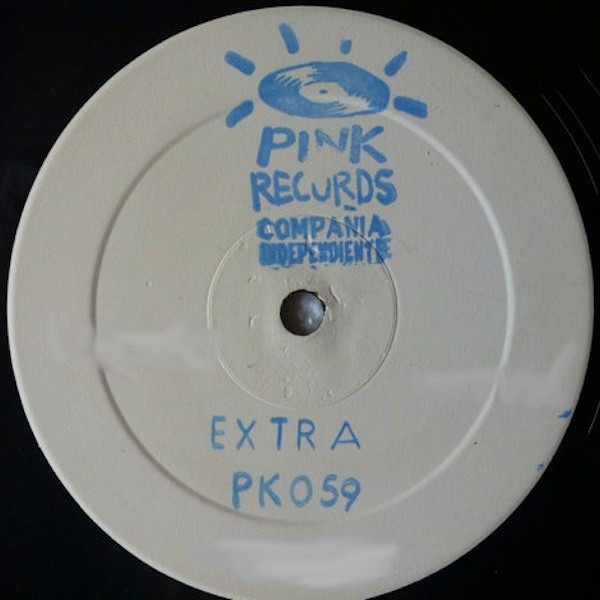 PINK
RECURDS
COMPAÑIA
INDEPENDIENTE
EXTRA
PK059